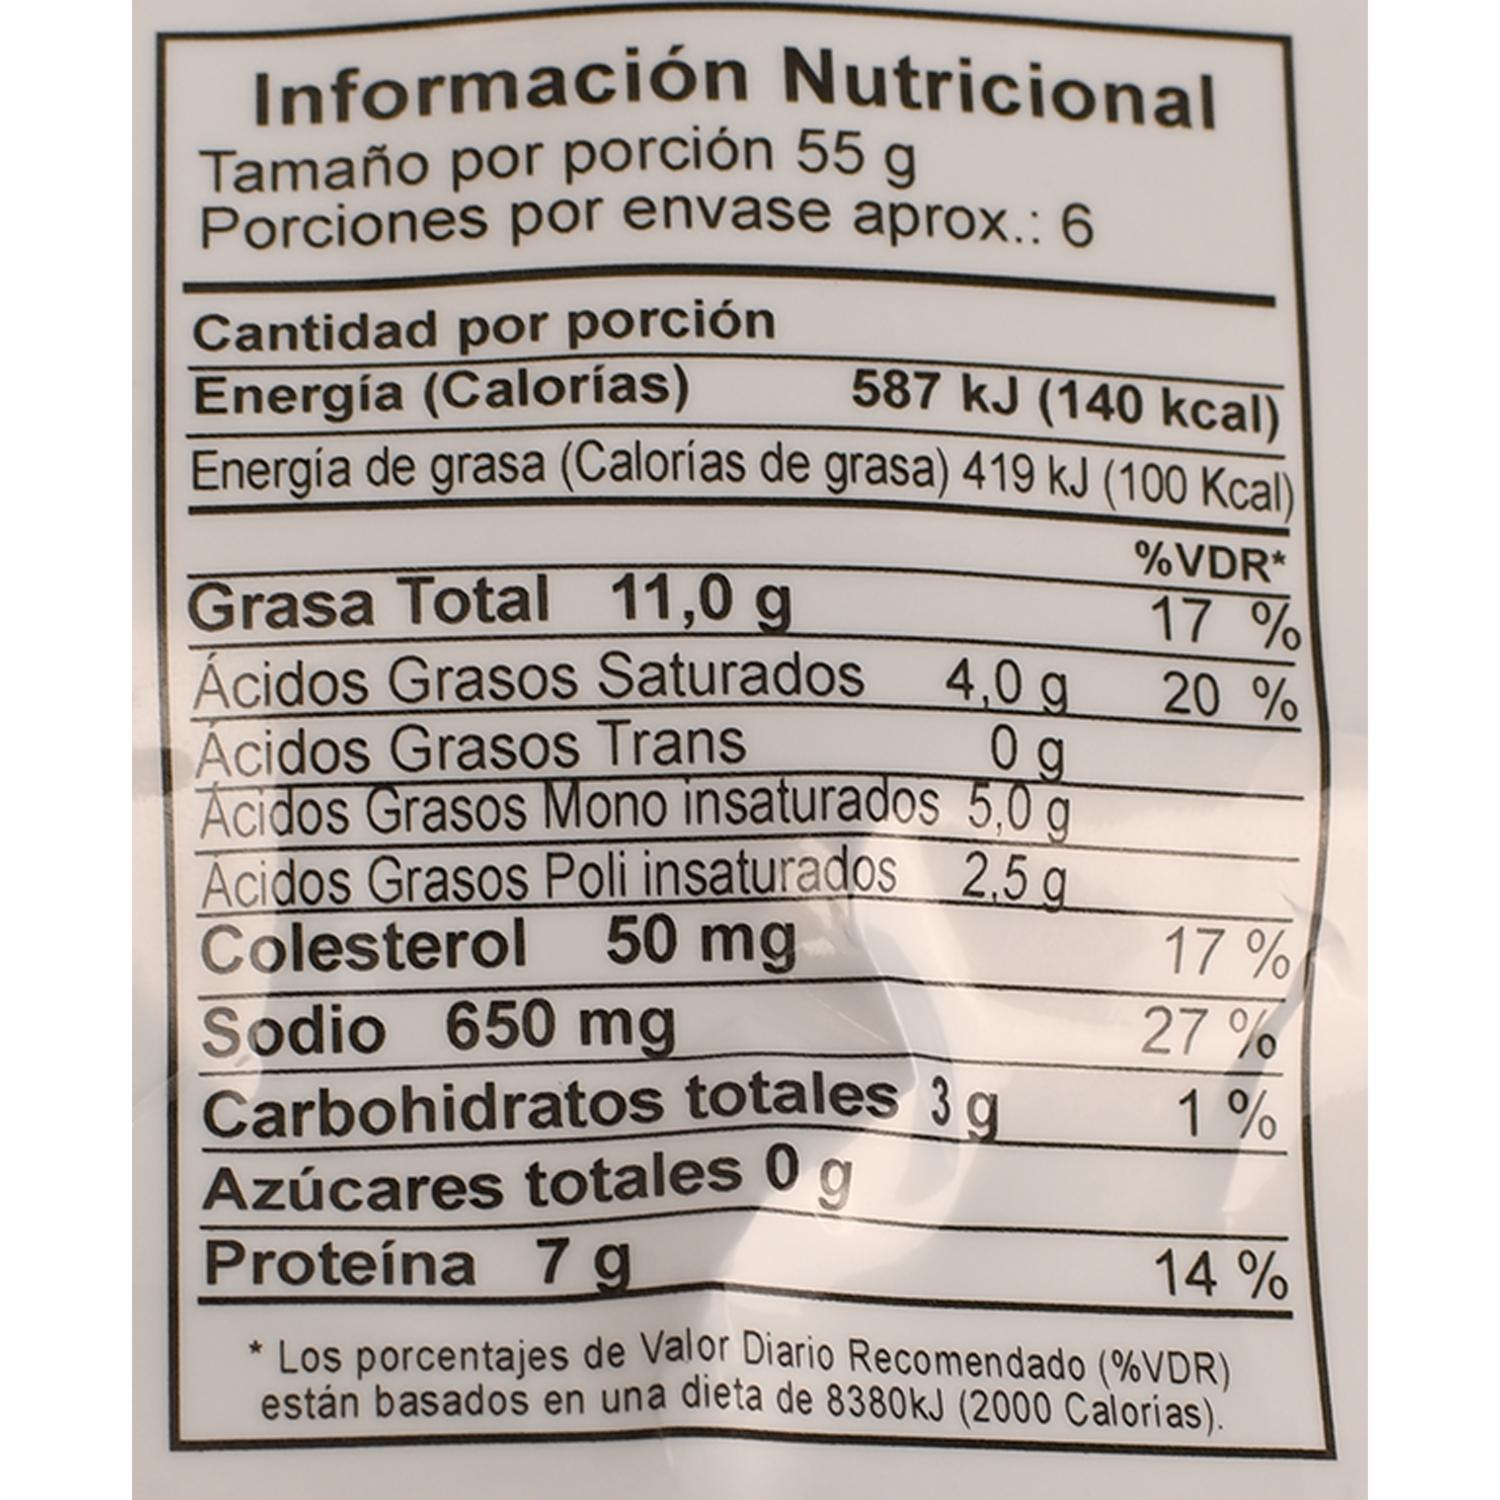 Información Nutricional
Tamaño por porción 55 g
Porciones por envase aprox.: 6
Cantidad por porción
Energía (Calorías) 587 kJ (140 kcal)
Energía de grasa (Calorías de grasa) 419 kJ (100 Kcal)
%VDR*
Grasa Total 11,0 g 17 %
Ácidos Grasos Saturados 4,0 g 20 %
Ácidos Grasos Trans 0 g
Ácidos Grasos Mono insaturados 5,0 g
Ácidos Grasos Poli insaturados 2,5 g
Colesterol 50 mg 17 %
Sodio 650 mg 27 %
Carbohidratos totales 3 g 1 %
Azúcares totales 0 g
Proteína 7 g 14 %
* Los porcentajes de Valor Diario Recomendado (%VDR)
están basados en una dieta de 8380kJ (2000 Calorías).